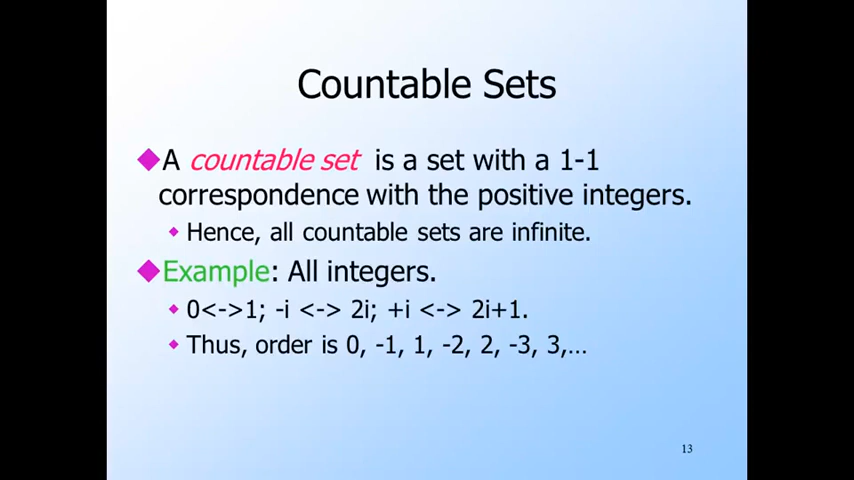 Countable Sets
A countable set is a set with a 1-1
correspondence with the positive integers.
Hence, all countable sets are infinite.
Example: All integers.
0<->1; -i <-> 2i; +i <-> 2i+1.
Thus, order is 0, -1, 1, -2, 2, -3, 3,…
13